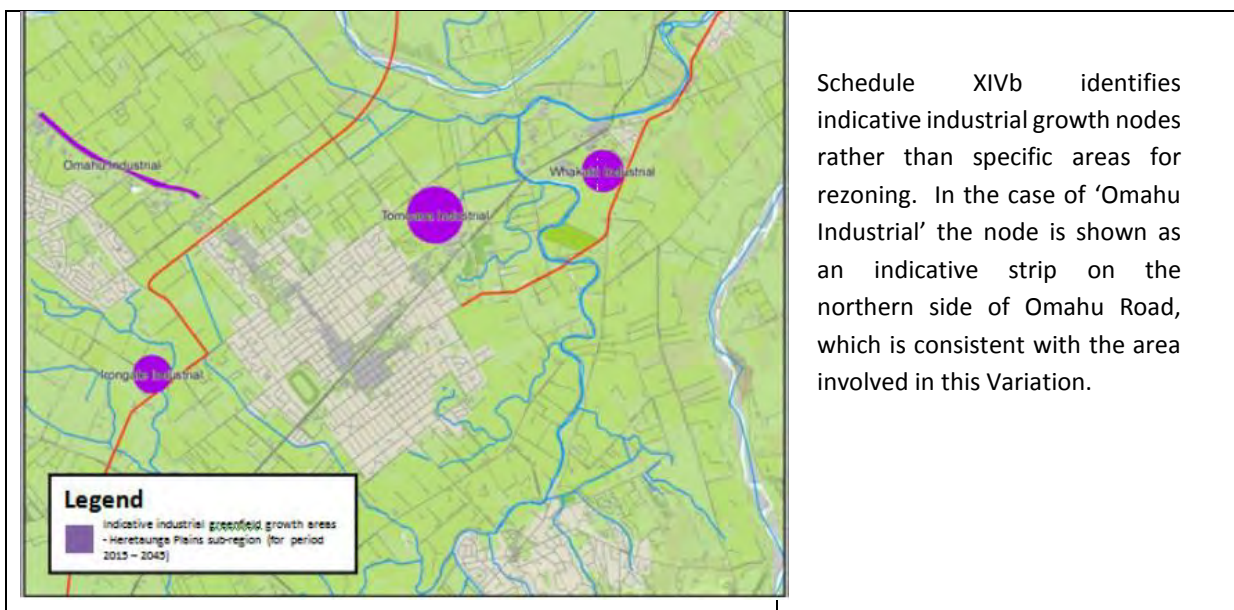 Omahu Industrial
Whakatu Industrial
Tomoana Industrial
Irongate Industrial
Legend
Indicative industrial greenfield growth areas
- Heretaunga Plains sub-region (for period
2015 – 2045)
Schedule XIVb identifies
indicative industrial growth nodes
rather than specific areas for
rezoning. In the case of ‘Omahu
Industrial’ the node is shown as
an indicative strip on the
northern side of Omahu Road,
which is consistent with the area
involved in this Variation.